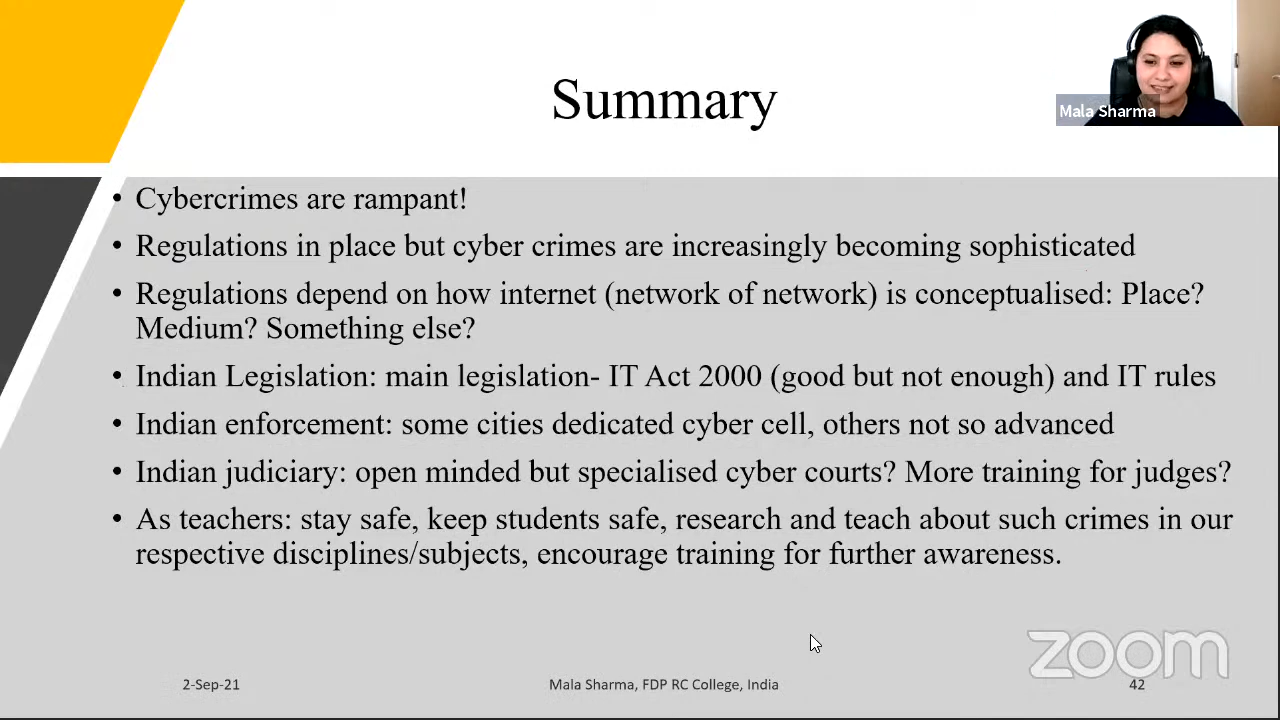 Summary
Mala Sharma
• Cybercrimes are rampant!
• Regulations in place but cyber crimes are increasingly becoming sophisticated
• Regulations depend on how internet (network of network) is conceptualised: Place?
Medium? Something else?
• Indian Legislation: main legislation- IT Act 2000 (good but not enough) and IT rules
• Indian enforcement: some cities dedicated cyber cell, others not so advanced
• Indian judiciary: open minded but specialised cyber courts? More training for judges?
• As teachers: stay safe, keep students safe, research and teach about such crimes in our
respective disciplines/subjects, encourage training for further awareness.
zoom
2-Sep-21
Mala Sharma, FDP RC College, India
42